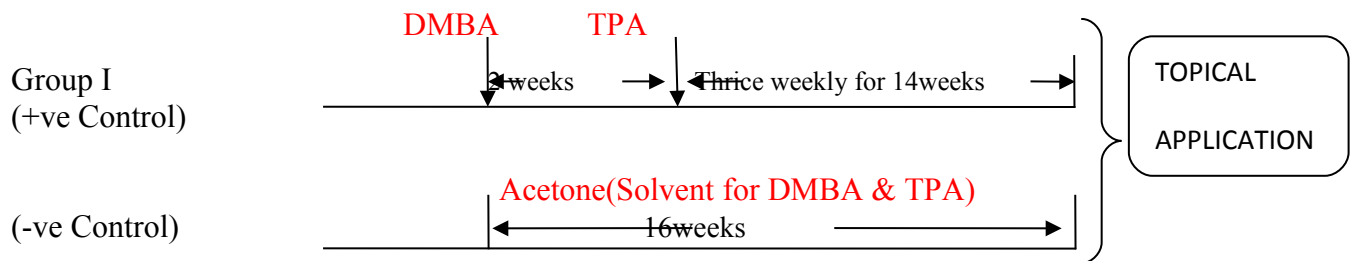 DMBA TPA
Group I 2 weeks Thrice weekly for 14weeks
(+ve Control)
TOPICAL
APPLICATION
Acetone(Solvent for DMBA & TPA)
(-ve Control) 16weeks